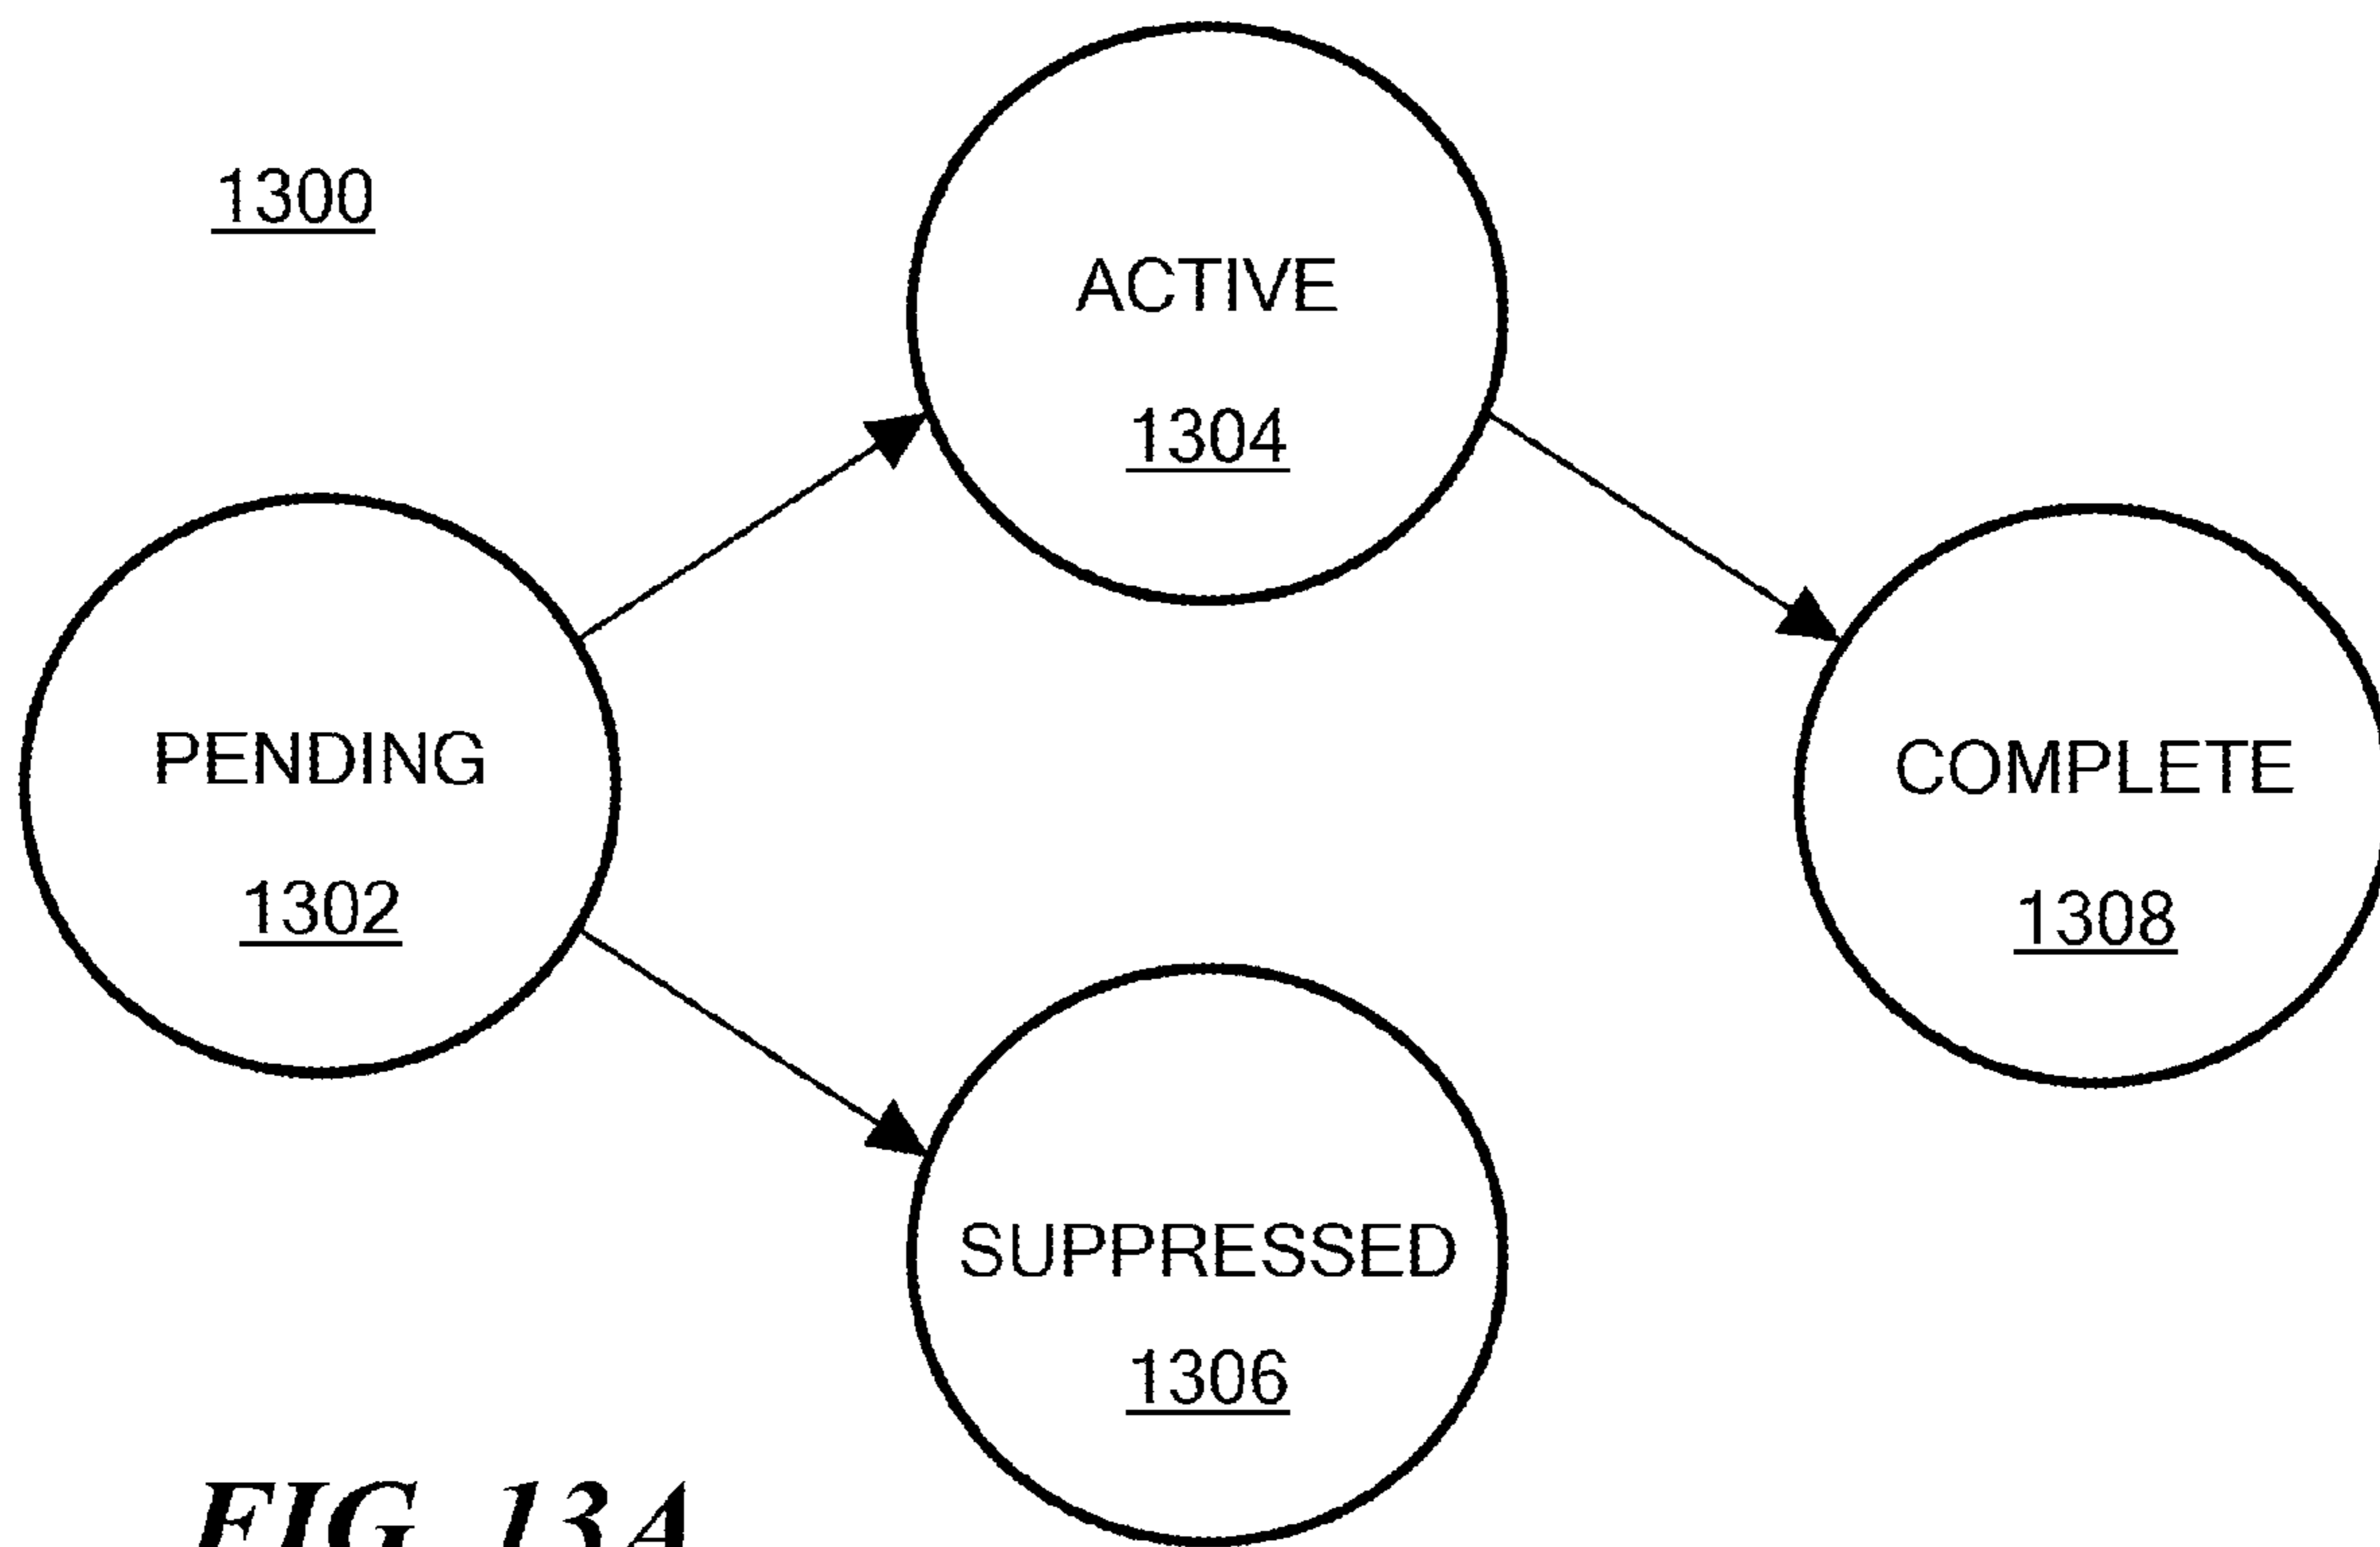 1300
ACTIVE
1304
PENDING
1302
COMPLETE
1308
SUPPRESSED
1306
FIG. 13A